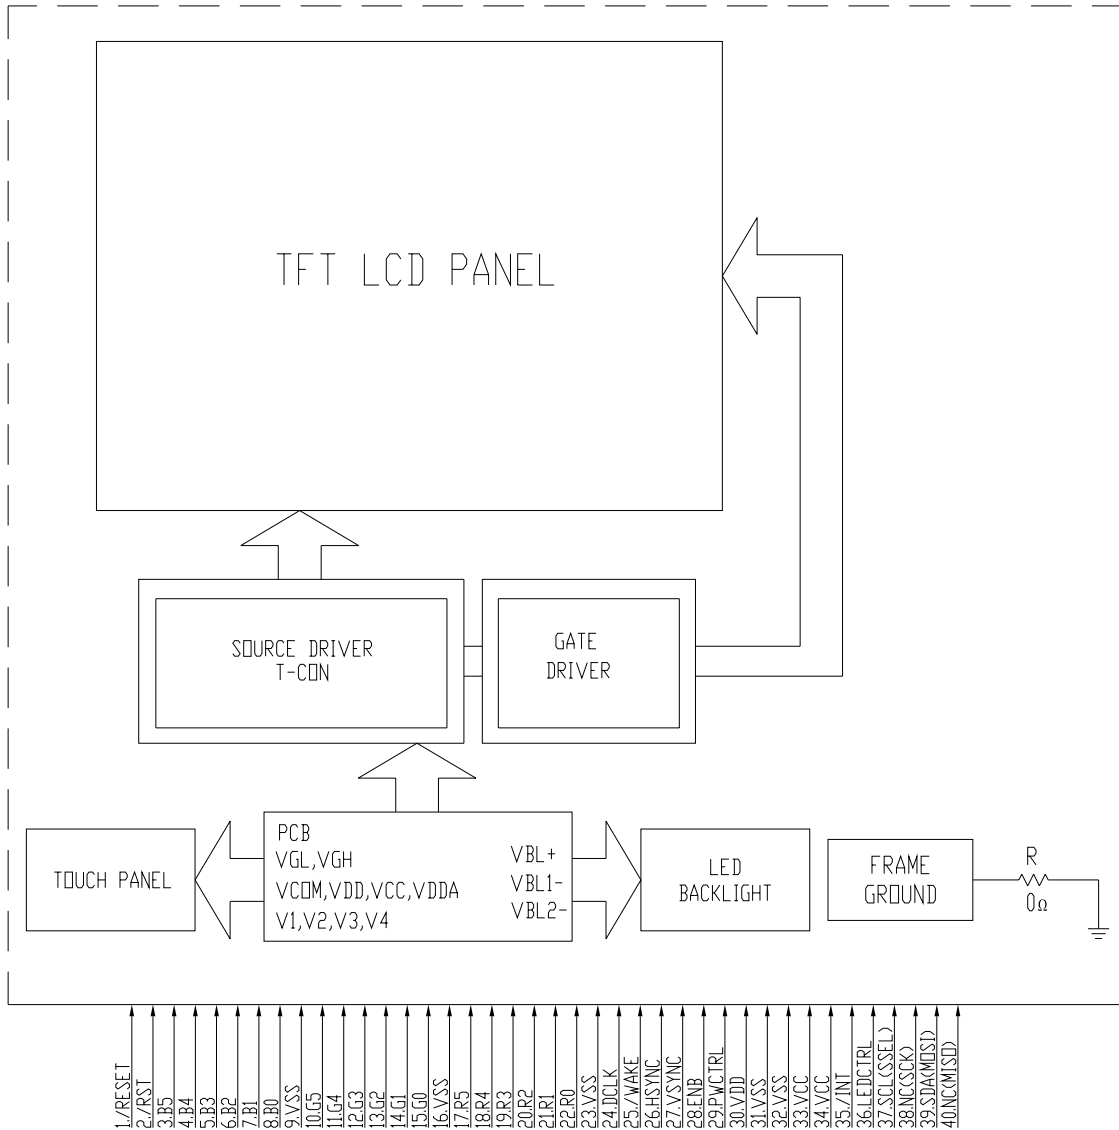 TFT LCD PANEL
SOURCE DRIVER
T-CON
GATE
DRIVER
TOUCH PANEL
PCB
VGL,VGH
VCOM,VDD,VCC,VDDA
V1,V2,V3,V4
VBL+
VBL1-
VBL2-
LED
BACKLIGHT
FRAME
GROUND
R
0Ω
1./RESET
2./RST
3.B5
4.B4
5.B3
6.B2
7.B1
8.B0
9.VSS
10.G5
11.G4
12.G3
13.G2
14.G1
15.G0
16.VSS
17.R5
18.R4
19.R3
20.R2
21.R1
22.R0
23.VSS
24.DCLK
25./WAKE
26.HSYNC
27.VSYNC
28.ENB
29.PWCTRL
30.VDD
31.VSS
32.VSS
33.VCC
34.VCC
35./INT
36.LEDCTRL
37.SCL(SSEL)
38.NC(SCK)
39.SDA(MOSI)
40.NC(MISO)